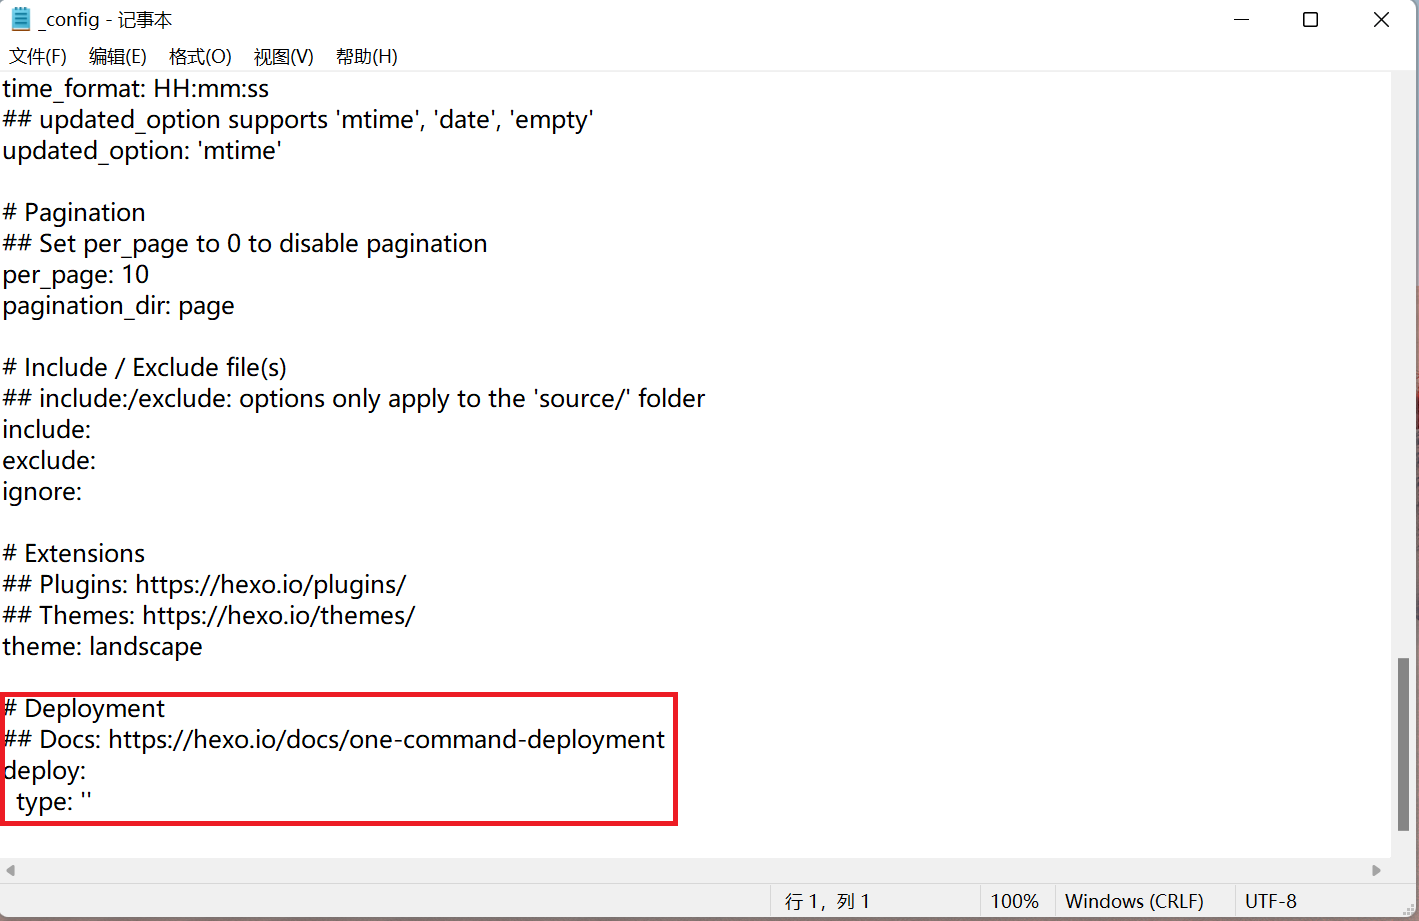 _config - 记事本
文件(F) 编辑(E) 格式(O) 视图(V) 帮助(H)
time_format: HH:mm:ss
## updated_option supports 'mtime', 'date', 'empty'
updated_option: 'mtime'
# Pagination
## Set per_page to 0 to disable pagination
per_page: 10
pagination_dir: page
# Include / Exclude file(s)
## include:/exclude: options only apply to the 'source/' folder
include:
exclude:
ignore:
# Extensions
## Plugins: https://hexo.io/plugins/
## Themes: https://hexo.io/themes/
theme: landscape
# Deployment
## Docs: https://hexo.io/docs/one-command-deployment
deploy:
  type: ''
行 1，列 1 100% Windows (CRLF) UTF-8